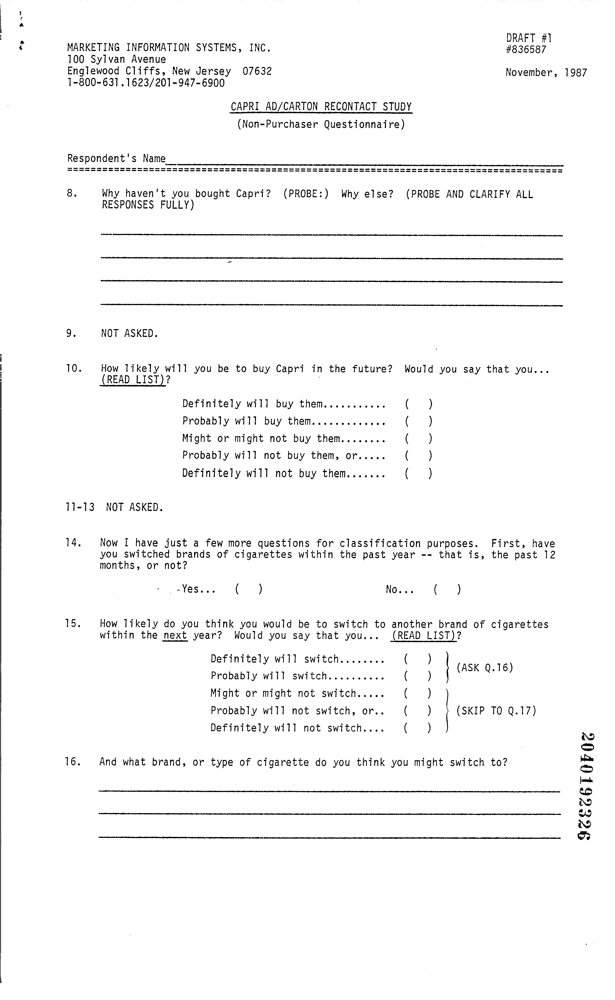 DRAFT #1
MARKETING INFORMATION SYSTEMS, INC. #836587
100 Sylvan Avenue
Englewood Cliffs, New Jersey 07632 November, 1987
1-800-631.1623/201-947-6900
CAPRI AD/CARTON RECONTACT STUDY
(Non-Purchaser Questionnaire)
Respondent's Name
8. Why haven't you bought Capri? (PROBE:) Why else? (PROBE AND CLARIFY ALL
RESPONSES FULLY)
9. NOT ASKED.
10. How likely will you be to buy Capri in the future? Would you say that you...
(READ LIST)?
Definitely will buy them........... ( )
Probably will buy them............. ( )
Might or might not buy them........ ( )
Probably will not buy them, or..... ( )
Definitely will not buy them....... ( )
11-13 NOT ASKED.
14. Now I have just a few more questions for classification purposes. First, have
you switched brands of cigarettes within the past year -- that is, the past 12
months, or not?
Yes... ( ) No... ( )
15. How likely do you think you would be to switch to another brand of cigarettes
within the next year? Would you say that you... (READ LIST)?
Definitely will switch........ ( )
(ASK Q.16)
Probably will switch.......... ( )
Might or might not switch..... ( )
Probably will not switch, or.. ( ) (SKIP TO Q.17)
Definitely will not switch.... ( )
16. And what brand, or type of cigarette do you think you might switch to?
2040192326